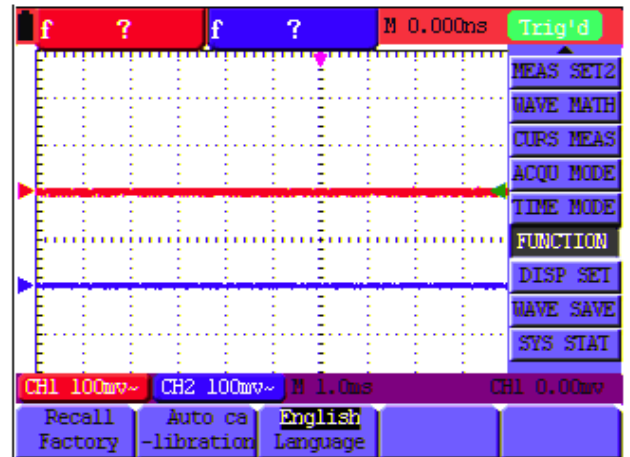 f ? f ? M 0.000ns Trig'd
MEAS SET2
WAVE MATH
CURS MEAS
ACQU MODE
TIME MODE
FUNCTION
DISP SET
WAVE SAVE
SYS STAT
CH1 100mv~ CH2 100mv~ M 1.0ms CH1 0.00mv
Recall Auto ca English
Factory -libration Language